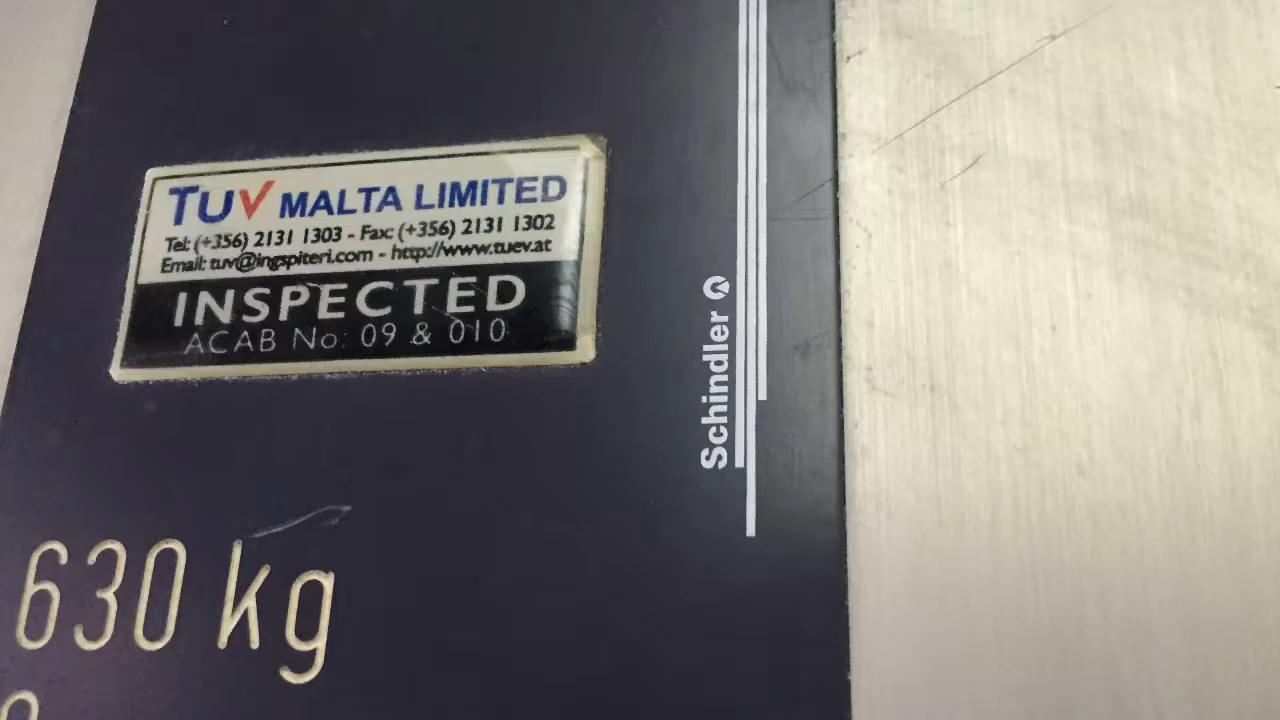 TUV MALTA LIMITED
Tel: (+356) 2131 1303 - Fax: (+356) 2131 1302
Email: tuv@ingspiteri.com - http://www.tuev.at
INSPECTED
ACAB No: 09 & 010
Schindler
630 kg